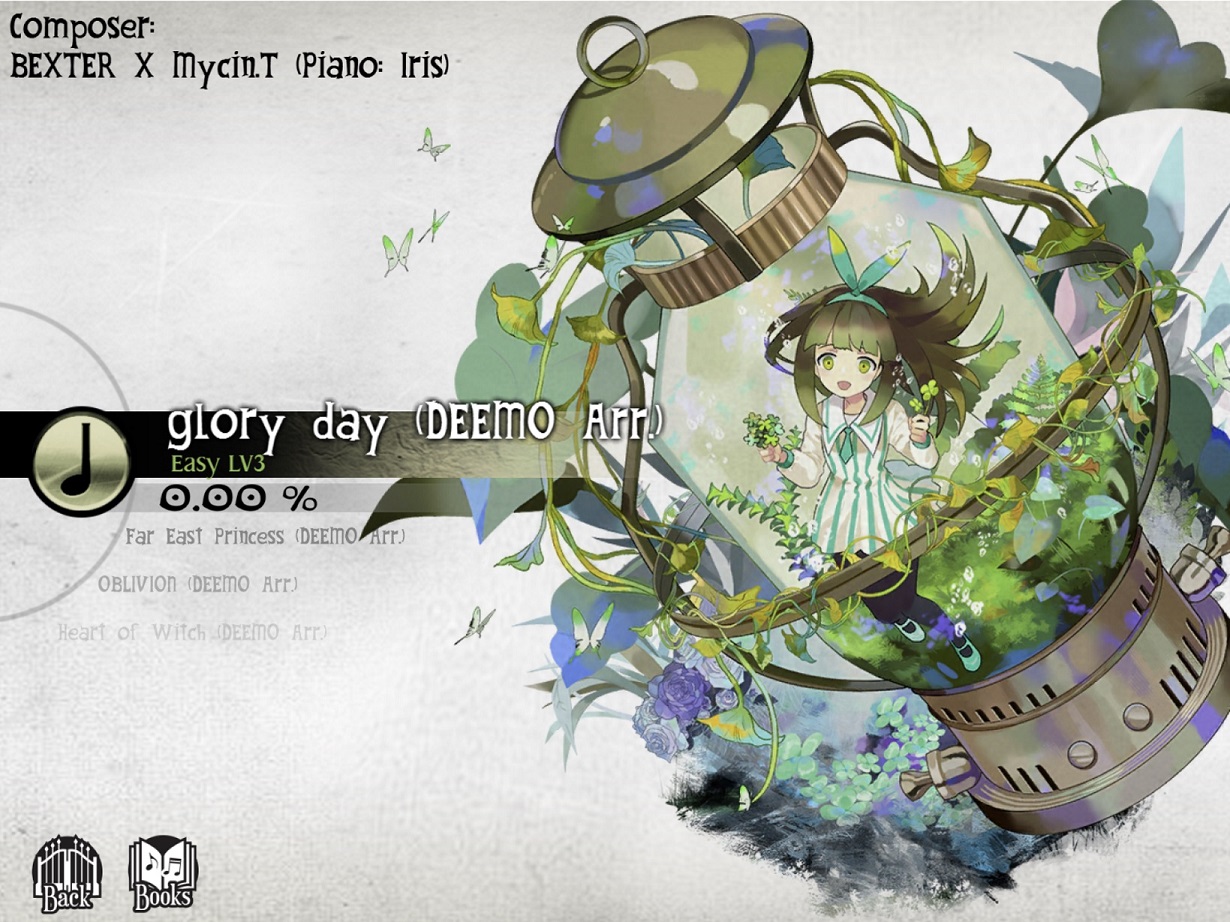 Composer:
BEXTER X Mycin.T (Piano: Iris)
glory day (DEEMO Arr.)
Easy LV3
0.00 %
Far East Princess (DEEMO Arr.)
OBLIVION (DEEMO Arr.)
Heart of Witch (DEEMO Arr.)
Back
Books